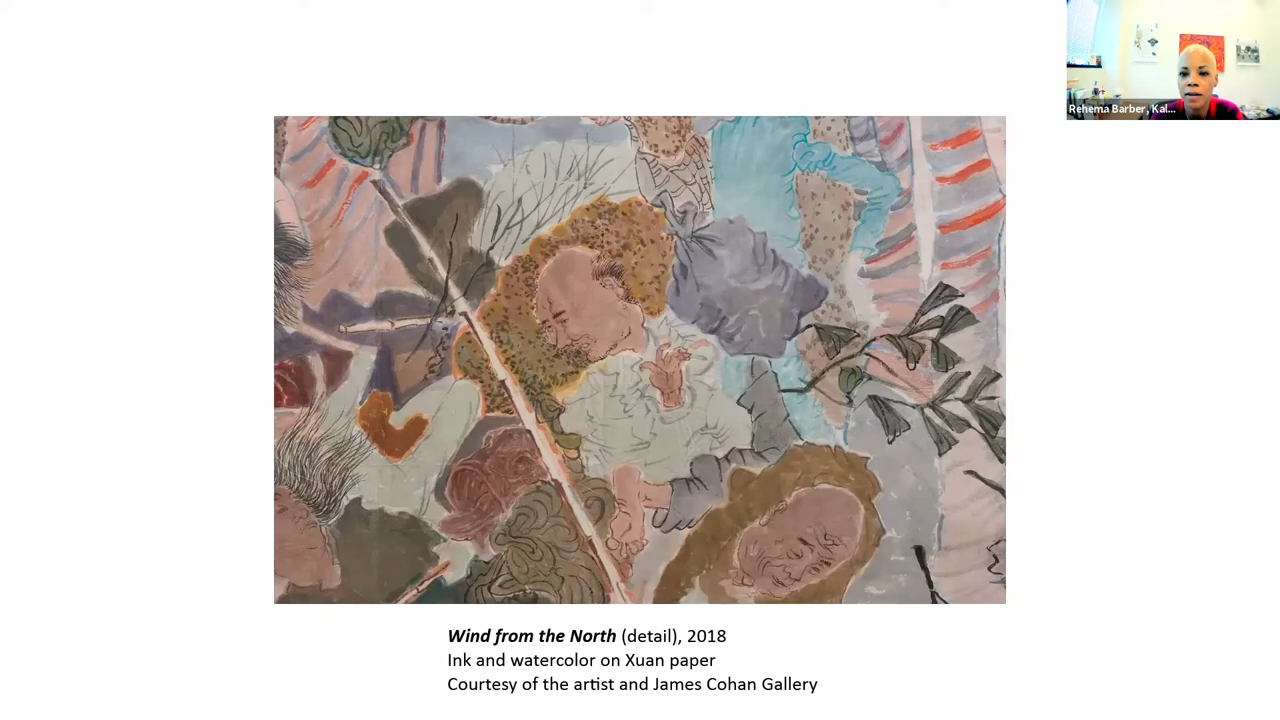 Rehema Barber, Kal...
Wind from the North (detail), 2018
Ink and watercolor on Xuan paper
Courtesy of the artist and James Cohan Gallery